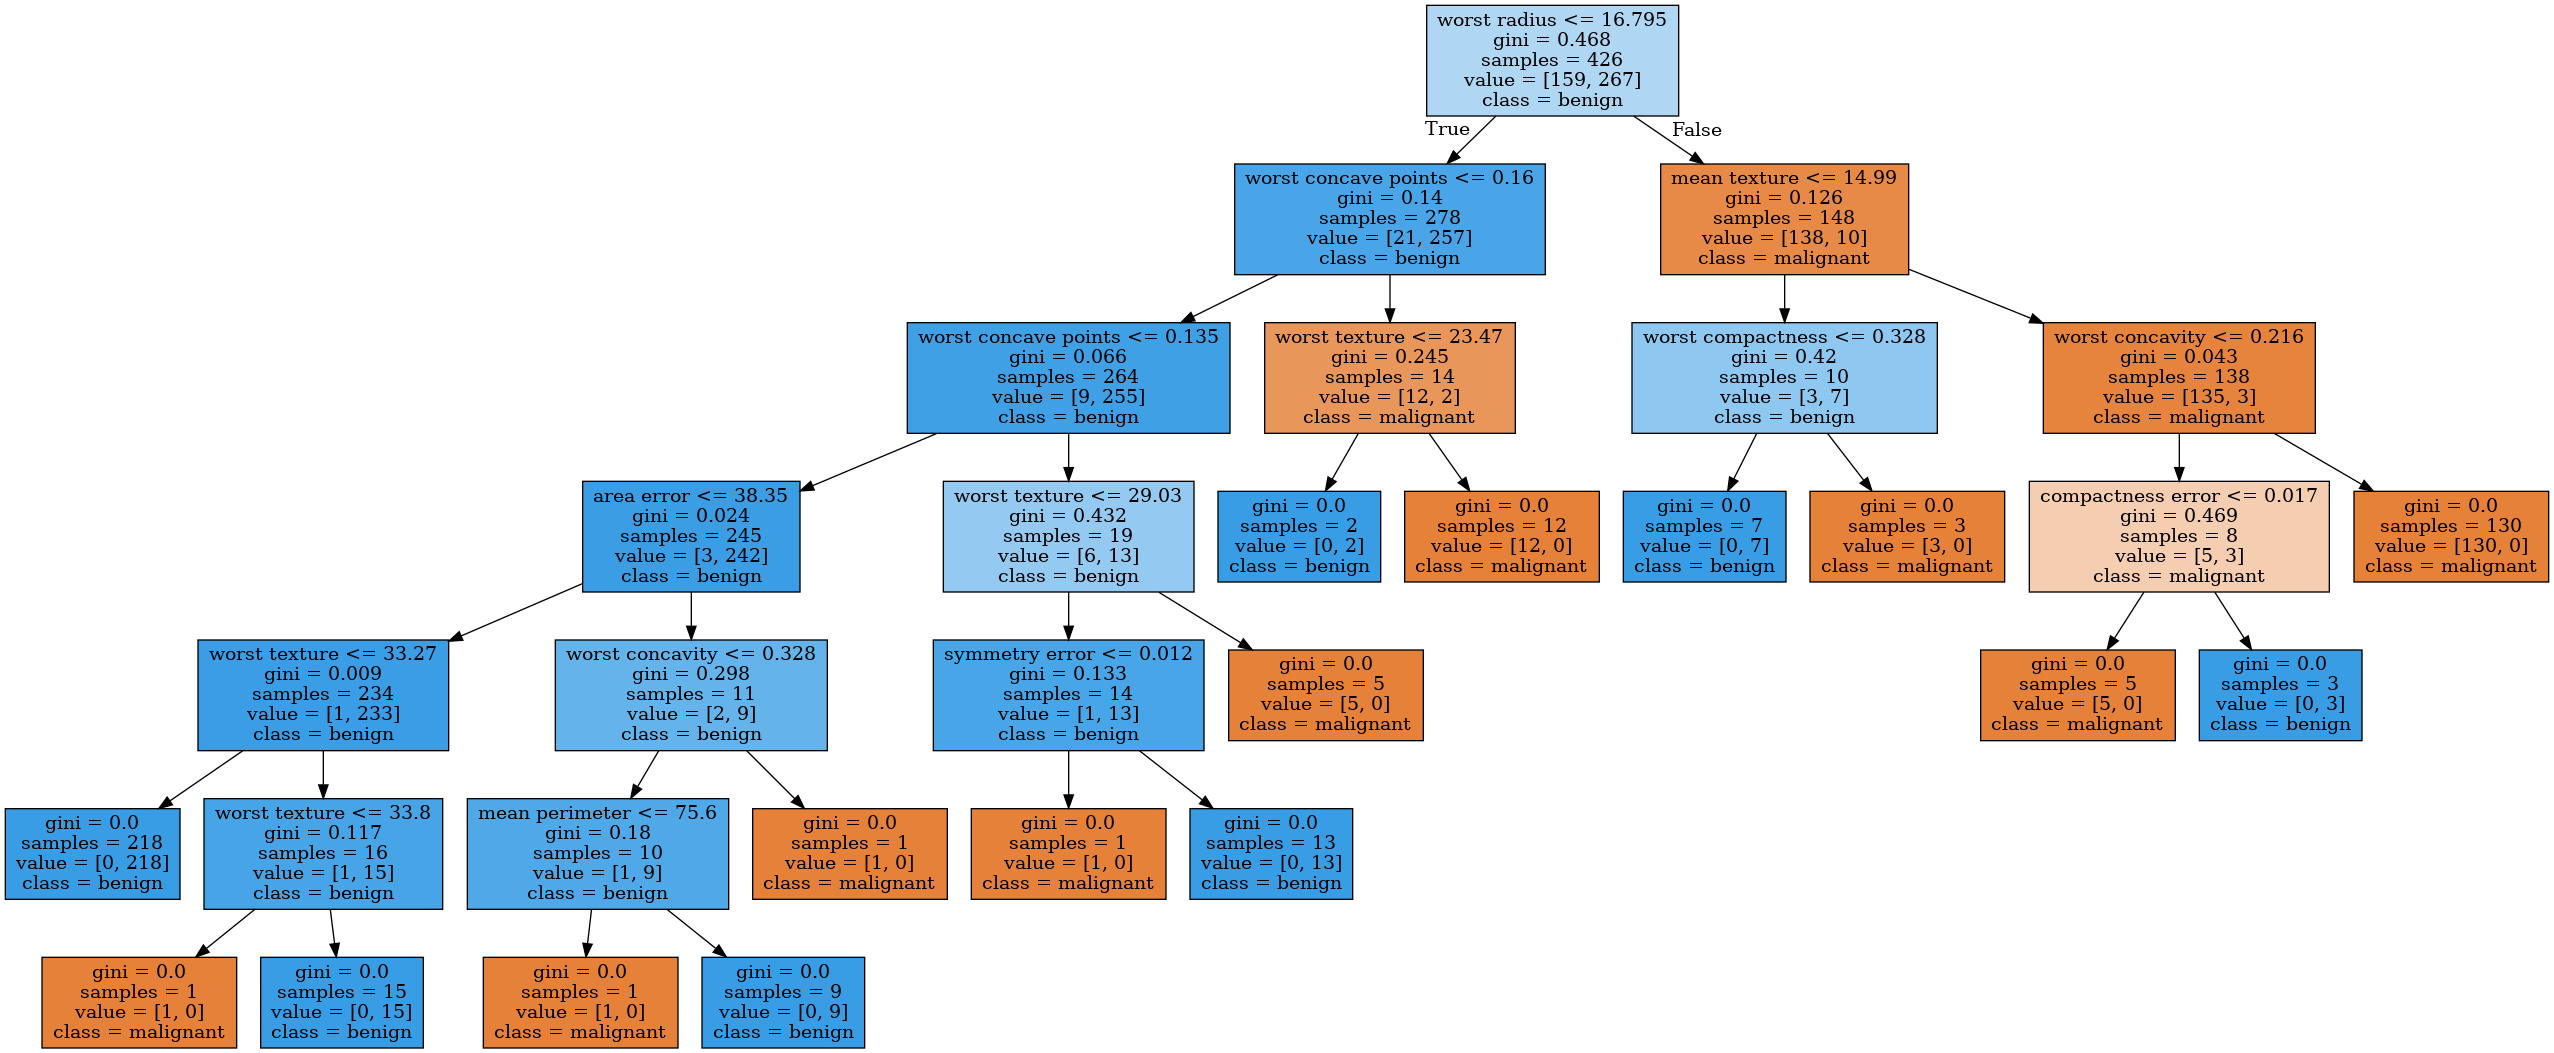 worst radius <= 16.795
gini = 0.468
samples = 426
value = [159, 267]
class = benign
True
False
worst concave points <= 0.16
gini = 0.14
samples = 278
value = [21, 257]
class = benign
mean texture <= 14.99
gini = 0.126
samples = 148
value = [138, 10]
class = malignant
worst concave points <= 0.135
gini = 0.066
samples = 264
value = [9, 255]
class = benign
worst texture <= 23.47
gini = 0.245
samples = 14
value = [12, 2]
class = malignant
worst compactness <= 0.328
gini = 0.42
samples = 10
value = [3, 7]
class = benign
worst concavity <= 0.216
gini = 0.043
samples = 138
value = [135, 3]
class = malignant
area error <= 38.35
gini = 0.024
samples = 245
value = [3, 242]
class = benign
worst texture <= 29.03
gini = 0.432
samples = 19
value = [6, 13]
class = benign
gini = 0.0
samples = 2
value = [0, 2]
class = benign
gini = 0.0
samples = 12
value = [12, 0]
class = malignant
gini = 0.0
samples = 7
value = [0, 7]
class = benign
gini = 0.0
samples = 3
value = [3, 0]
class = malignant
compactness error <= 0.017
gini = 0.469
samples = 8
value = [5, 3]
class = malignant
gini = 0.0
samples = 130
value = [130, 0]
class = malignant
worst texture <= 33.27
gini = 0.009
samples = 234
value = [1, 233]
class = benign
worst concavity <= 0.328
gini = 0.298
samples = 11
value = [2, 9]
class = benign
symmetry error <= 0.012
gini = 0.133
samples = 14
value = [1, 13]
class = benign
gini = 0.0
samples = 5
value = [5, 0]
class = malignant
gini = 0.0
samples = 5
value = [5, 0]
class = malignant
gini = 0.0
samples = 3
value = [0, 3]
class = benign
gini = 0.0
samples = 218
value = [0, 218]
class = benign
worst texture <= 33.8
gini = 0.117
samples = 16
value = [1, 15]
class = benign
mean perimeter <= 75.6
gini = 0.18
samples = 10
value = [1, 9]
class = benign
gini = 0.0
samples = 1
value = [1, 0]
class = malignant
gini = 0.0
samples = 1
value = [1, 0]
class = malignant
gini = 0.0
samples = 13
value = [0, 13]
class = benign
gini = 0.0
samples = 1
value = [1, 0]
class = malignant
gini = 0.0
samples = 15
value = [0, 15]
class = benign
gini = 0.0
samples = 1
value = [1, 0]
class = malignant
gini = 0.0
samples = 9
value = [0, 9]
class = benign